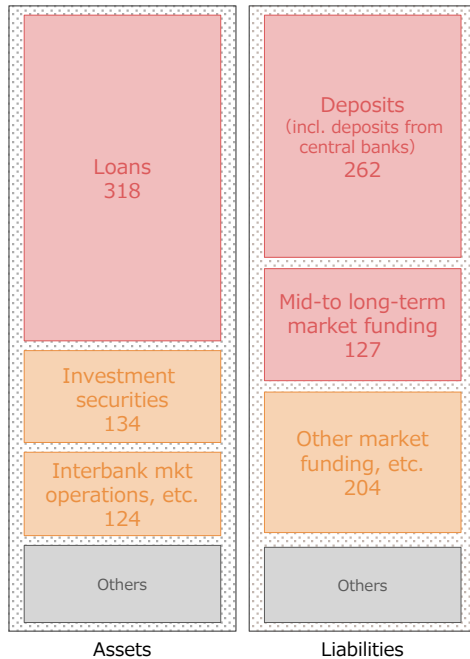 Loans
318
Investment
securities
134
Interbank mkt
operations, etc.
124
Others
Assets
Deposits
(incl. deposits from
central banks)
262
Mid-to long-term
market funding
127
Other market
funding, etc.
204
Others
Liabilities